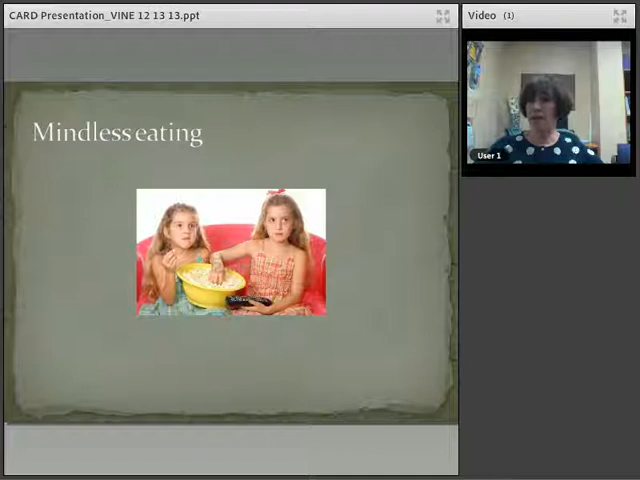 CARD Presentation_VINE 12 13 13.ppt
Video (1)
Mindless eating
User 1